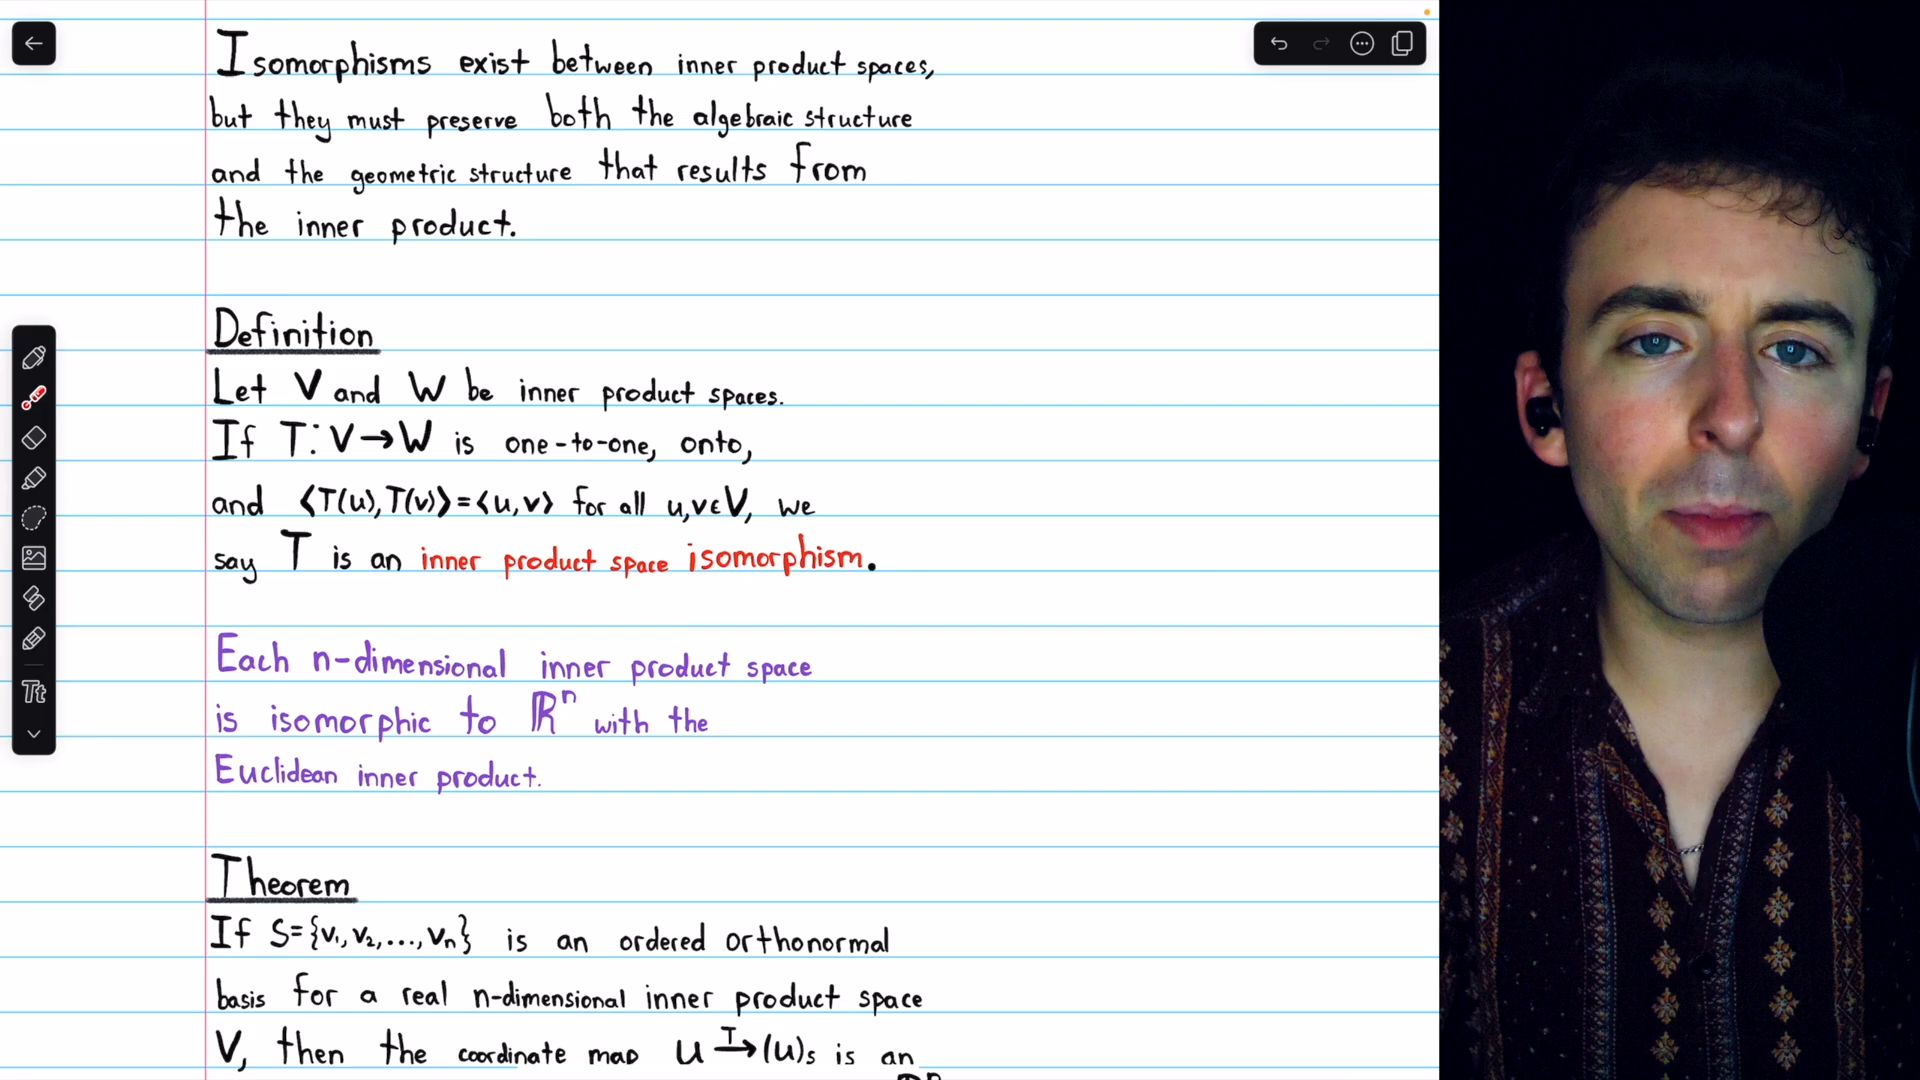 Isomorphisms exist between inner product spaces,
but they must preserve both the algebraic structure
and the geometric structure that results from
the inner product.
Definition
Let V and W be inner product spaces.
If T:V→W is one-to-one, onto,
and ⟨T(u),T(v)⟩=⟨u,v⟩ for all u,v∈V, we
say T is an inner product space isomorphism.
Each n-dimensional inner product space
is isomorphic to ℝⁿ with the
Euclidean inner product.
Theorem
If S={v₁,v₂,...,vₙ} is an ordered orthonormal
basis for a real n-dimensional inner product space
V, then the coordinate map u T→ (u)ₛ is an
ℝⁿ
Tt